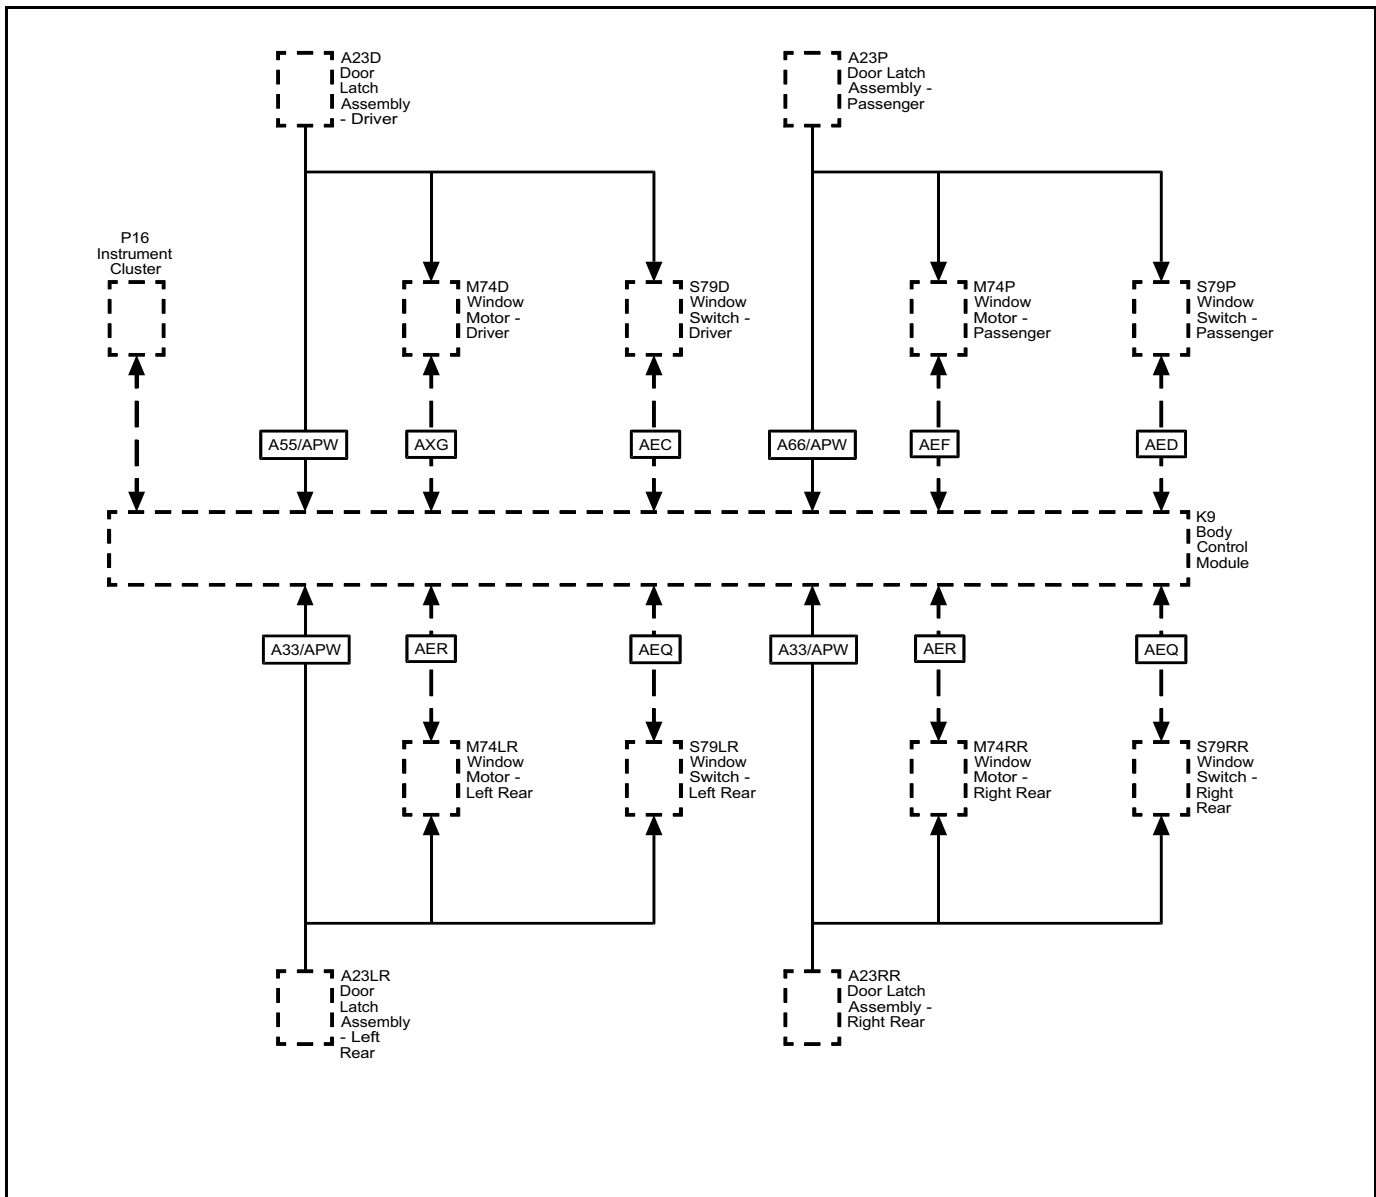 A23D
Door
Latch
Assembly
- Driver
A23P
Door Latch
Assembly -
Passenger
P16
Instrument
Cluster
M74D
Window
Motor -
Driver
S79D
Window
Switch -
Driver
M74P
Window
Motor -
Passenger
S79P
Window
Switch -
Passenger
A55/APW
AXG
AEC
A66/APW
AEF
AED
K9
Body
Control
Module
A33/APW
AER
AEQ
A33/APW
AER
AEQ
M74LR
Window
Motor -
Left Rear
S79LR
Window
Switch -
Left Rear
M74RR
Window
Motor -
Right Rear
S79RR
Window
Switch -
Right
Rear
A23LR
Door
Latch
Assembly
- Left
Rear
A23RR
Door Latch
Assembly -
Right Rear